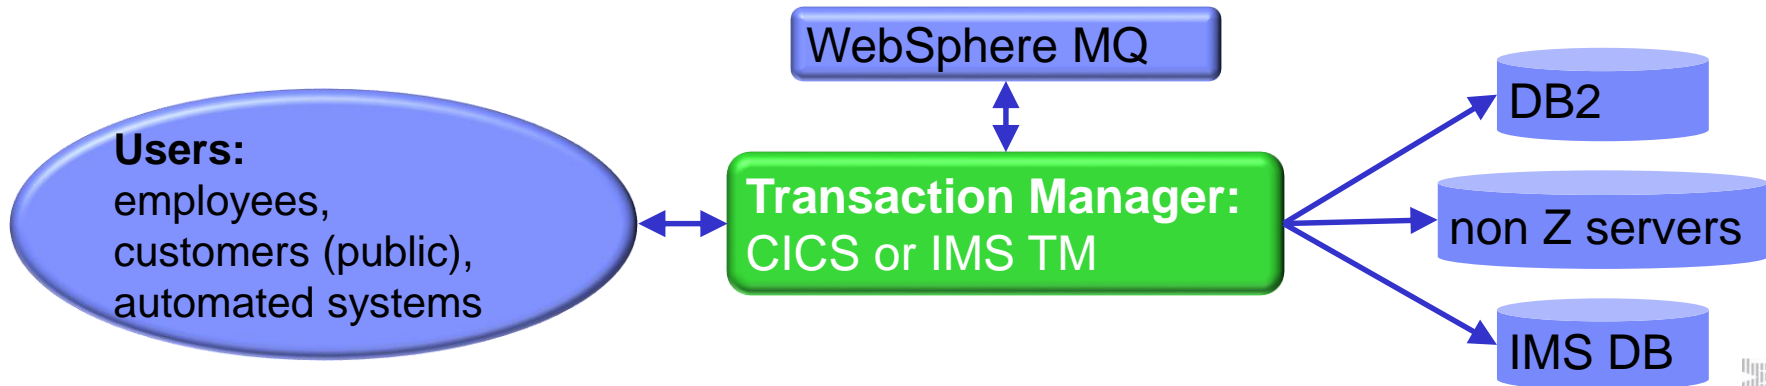 WebSphere MQ
Users:
employees,
customers (public),
automated systems
Transaction Manager:
CICS or IMS TM
DB2
non Z servers
IMS DB